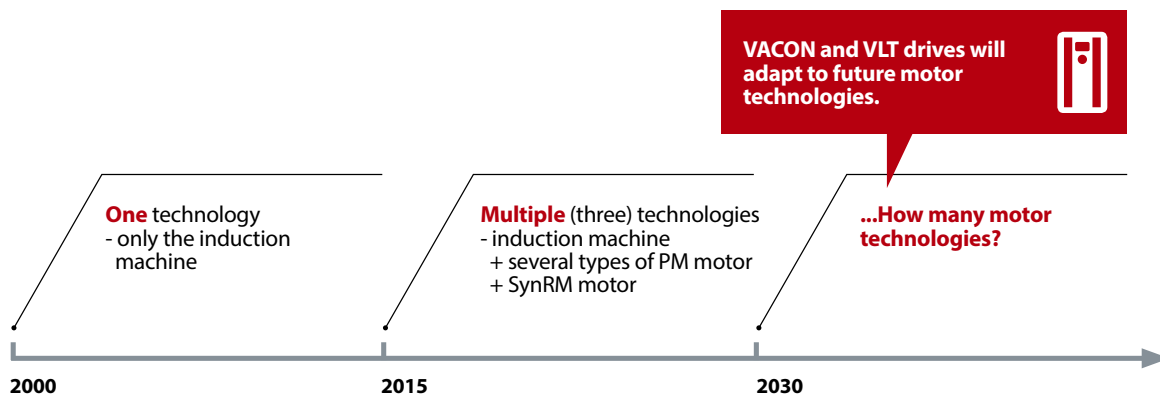 VACON and VLT drives will
adapt to future motor
technologies.
One technology
- only the induction
machine
Multiple (three) technologies
- induction machine
+ several types of PM motor
+ SynRM motor
...How many motor
technologies?
2000
2015
2030